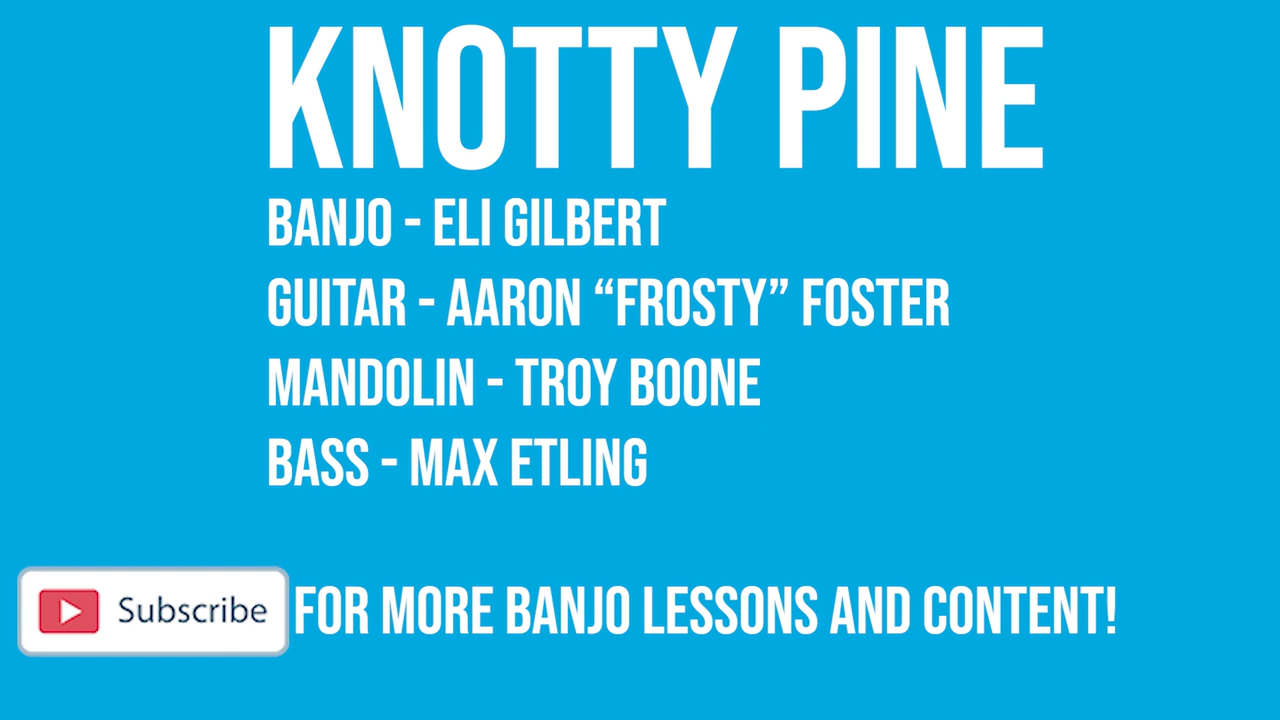 KNOTTY PINE
BANJO - ELI GILBERT
GUITAR - AARON “FROSTY” FOSTER
MANDOLIN - TROY BOONE
BASS - MAX ETLING
Subscribe FOR MORE BANJO LESSONS AND CONTENT!